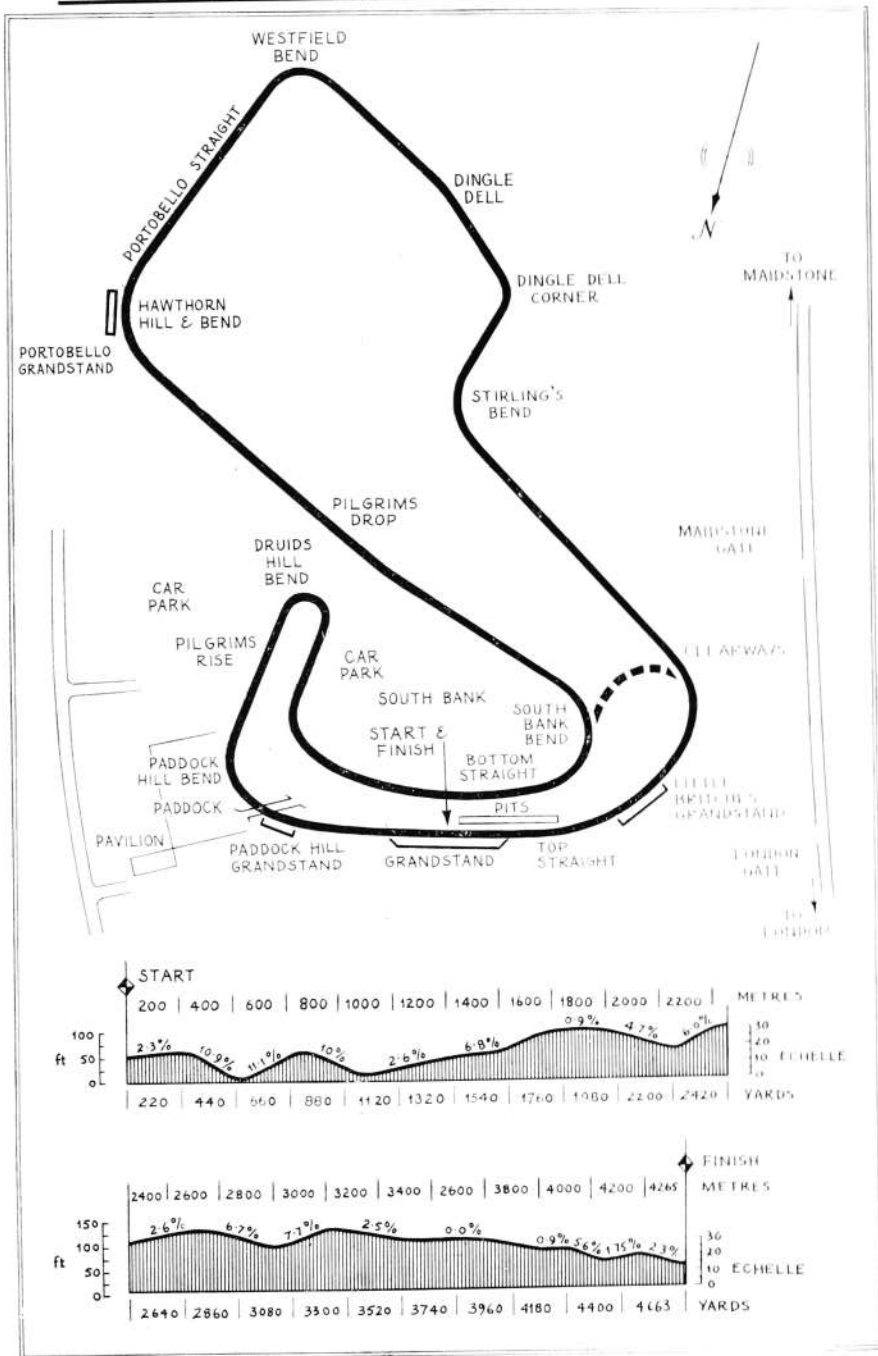 WESTFIELD
BEND
PORTOBELLO STRAIGHT
DINGLE
DELL
N
TO
MAIDSTONE
DINGLE DELL
CORNER
HAWTHORN
HILL & BEND
PORTOBELLO
GRANDSTAND
STIRLING'S
BEND
PILGRIMS
DROP
MAIDSTONE
GATE
DRUIDS
HILL
BEND
CAR
PARK
PILGRIMS
RISE
CAR
PARK
CLEARWAYS
SOUTH BANK
SOUTH
BANK
BEND
START &
FINISH
BOTTOM
STRAIGHT
PADDOCK
HILL BEND
PADDOCK
PITS
LITTLE
BRITCHES
GRANDSTAND
PAVILION
PADDOCK HILL
GRANDSTAND
GRANDSTAND
TOP
STRAIGHT
LONDON
GATE
TO
LONDON
START
200 400 600 800 1000 1200 1400 1600 1800 2000 2200 METRES
100
50
0
ft
2·3% 10·9% 11·1% 10% 2·6% 6·8% 0·9% 4·7% 6·0%
30
20
10
0
ECHELLE
220 440 660 880 1120 1320 1540 1760 1980 2200 2420 YARDS
FINISH
2400 2600 2800 3000 3200 3400 3600 3800 4000 4200 4265 METRES
150
100
50
0
ft
2·6% 6·7% 7·7% 2·5% 0·0% 0·9% 5·6% 1·75% 2·3%
30
20
10
0
ECHELLE
2640 2860 3080 3300 3520 3740 3960 4180 4400 4663 YARDS